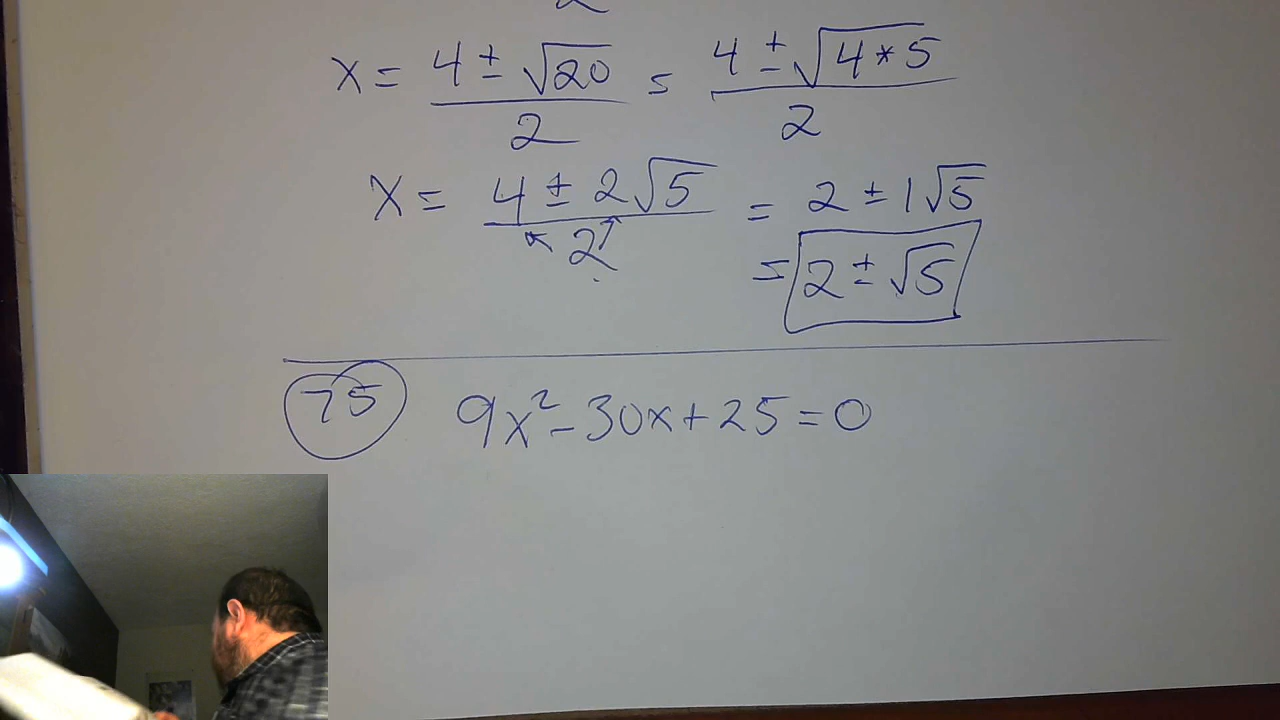 2
x = 4 ± √20 / 2 = 4 ± √4*5 / 2
x = 4 ± 2√5 / 2 = 2 ± 1√5
= 2 ± √5
75 9x² - 30x + 25 = 0